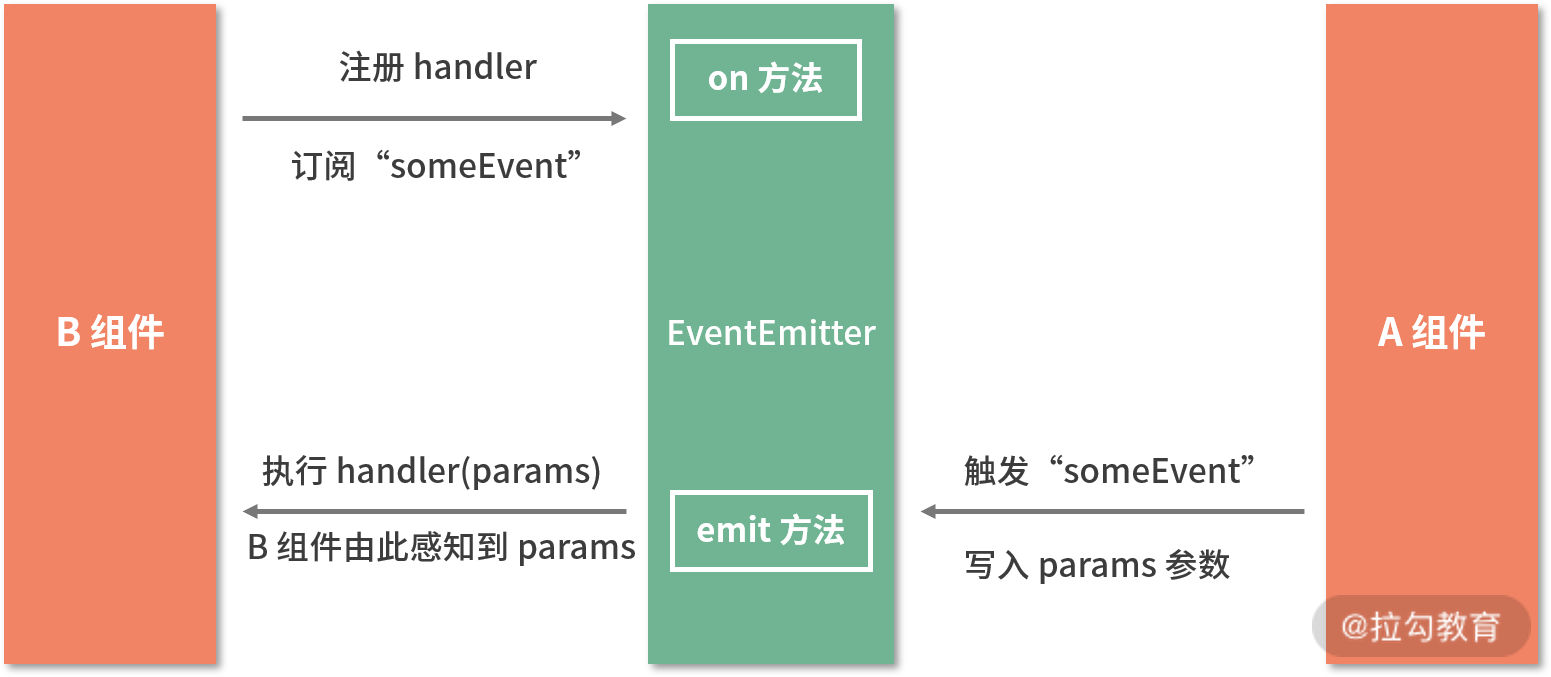 注册 handler
on 方法
订阅“someEvent”
B 组件
EventEmitter
A 组件
执行 handler(params)
触发“someEvent”
emit 方法
B 组件由此感知到 params
写入 params 参数
@拉勾教育